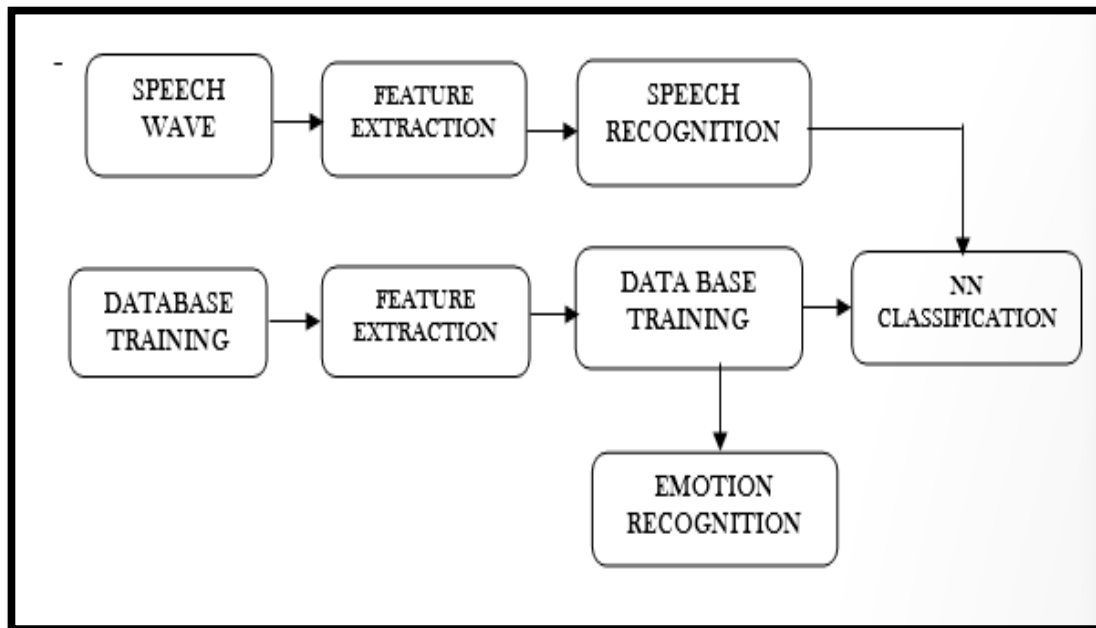 -
SPEECH
WAVE
FEATURE
EXTRACTION
SPEECH
RECOGNITION
DATABASE
TRAINING
FEATURE
EXTRACTION
DATA BASE
TRAINING
NN
CLASSIFICATION
EMOTION
RECOGNITION